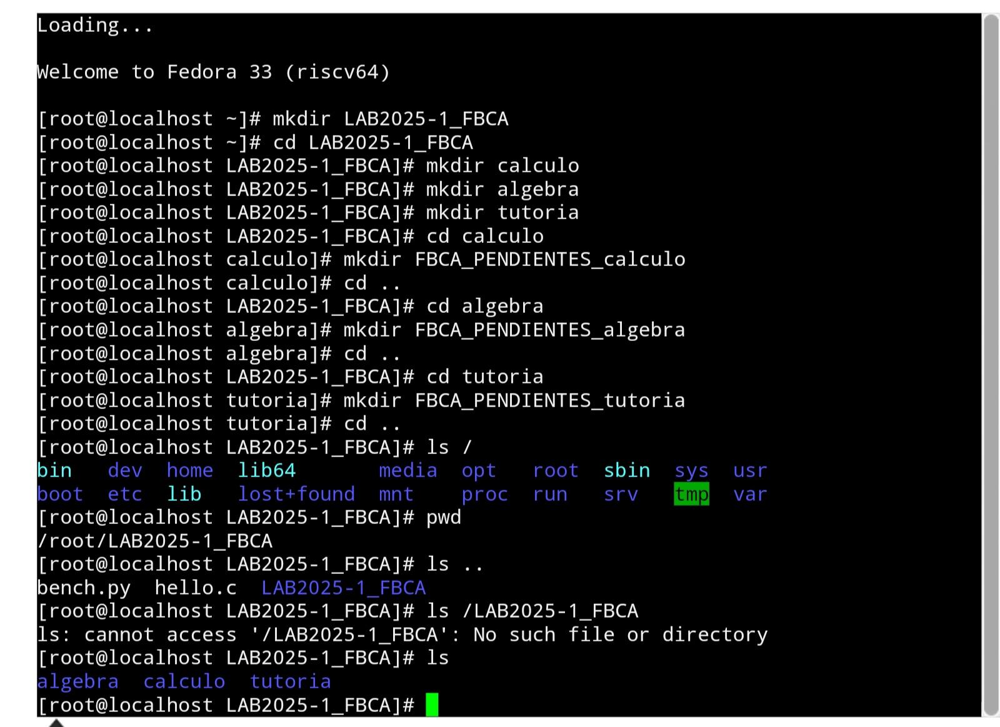 Loading...
Welcome to Fedora 33 (riscv64)
[root@localhost ~]# mkdir LAB2025-1_FBCA
[root@localhost ~]# cd LAB2025-1_FBCA
[root@localhost LAB2025-1_FBCA]# mkdir calculo
[root@localhost LAB2025-1_FBCA]# mkdir algebra
[root@localhost LAB2025-1_FBCA]# mkdir tutoria
[root@localhost LAB2025-1_FBCA]# cd calculo
[root@localhost calculo]# mkdir FBCA_PENDIENTES_calculo
[root@localhost calculo]# cd ..
[root@localhost LAB2025-1_FBCA]# cd algebra
[root@localhost algebra]# mkdir FBCA_PENDIENTES_algebra
[root@localhost algebra]# cd ..
[root@localhost LAB2025-1_FBCA]# cd tutoria
[root@localhost tutoria]# mkdir FBCA_PENDIENTES_tutoria
[root@localhost tutoria]# cd ..
[root@localhost LAB2025-1_FBCA]# ls /
bin   dev  home  lib64       media  opt   root  sbin  sys  usr
boot  etc  lib   lost+found  mnt    proc  run   srv   tmp  var
[root@localhost LAB2025-1_FBCA]# pwd
/root/LAB2025-1_FBCA
[root@localhost LAB2025-1_FBCA]# ls ..
bench.py  hello.c  LAB2025-1_FBCA
[root@localhost LAB2025-1_FBCA]# ls /LAB2025-1_FBCA
ls: cannot access '/LAB2025-1_FBCA': No such file or directory
[root@localhost LAB2025-1_FBCA]# ls
algebra  calculo  tutoria
[root@localhost LAB2025-1_FBCA]#